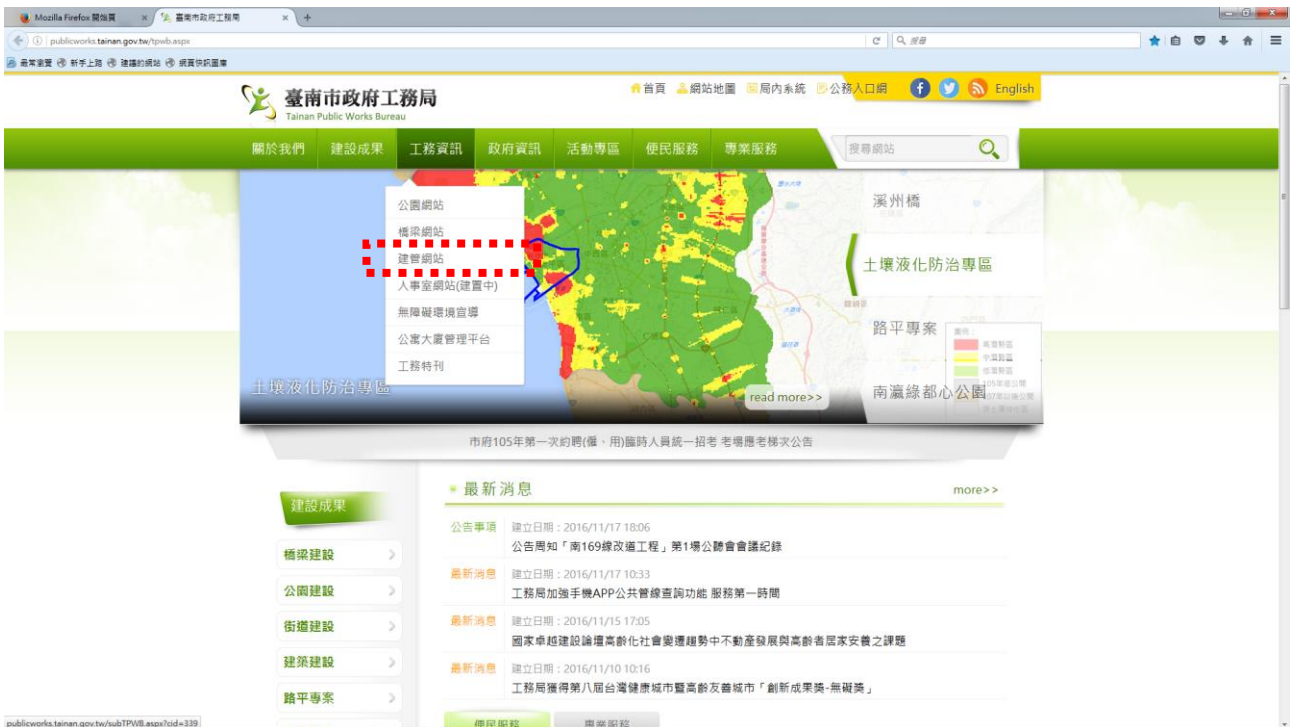 Mozilla Firefox 開始頁
臺南市政府工務局
publicworks.tainan.gov.tw/tpwb.aspx
搜尋
最常瀏覽 新手上路 建議的網站 網頁快訊圖庫
臺南市政府工務局
Tainan Public Works Bureau
首頁 網站地圖 局內系統 公務入口網 English
關於我們 建設成果 工務資訊 政府資訊 活動專區 便民服務 專業服務
搜尋網站
公園網站
橋梁網站
建管網站
人事室網站(建置中)
無障礙環境宣導
公寓大廈管理平台
工務特刊
溪州橋
土壤液化防治專區
路平專案
南瀛綠都心公園
高潛勢區
中潛勢區
低潛勢區
土壤液化防治專區
read more>>
市府105年第一次約聘(僱、用)臨時人員統一招考 考場應考梯次公告
建設成果
橋梁建設
公園建設
街道建設
建築建設
路平專案
最新消息
more>>
公告事項 建立日期：2016/11/17 18:06
公告周知「南169線改道工程」第1場公聽會會議紀錄
最新消息 建立日期：2016/11/17 10:33
工務局加強手機APP公共管線查詢功能 服務第一時間
最新消息 建立日期：2016/11/15 17:05
國家卓越建設論壇高齡化社會變遷趨勢中不動產發展與高齡者居家安養之課題
最新消息 建立日期：2016/11/10 10:16
工務局獲得第八屆台灣健康城市暨高齡友善城市「創新成果獎-無礙獎」
便民服務 專業服務
publicworks.tainan.gov.tw/subTPWB.aspx?cid=339